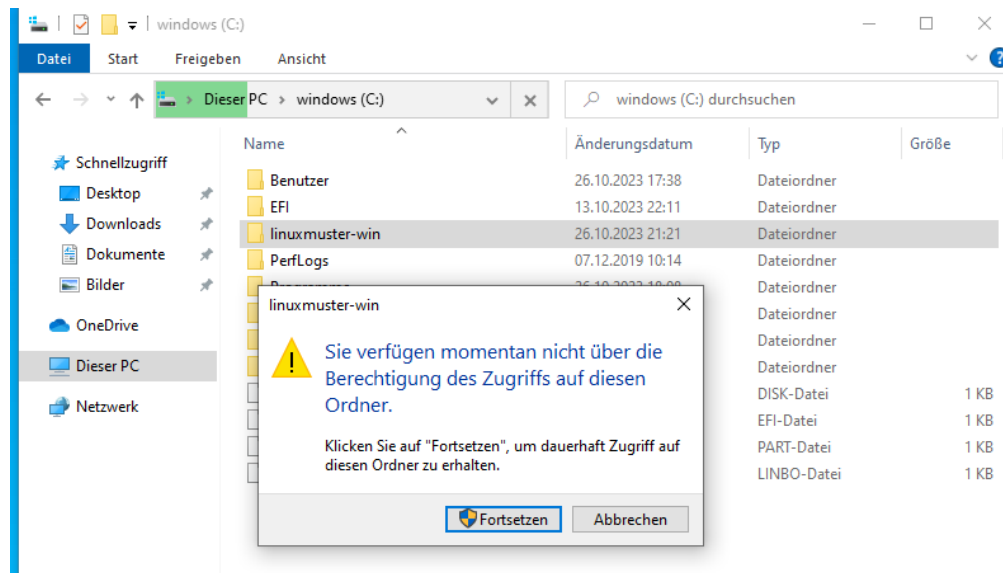 windows (C:)
Datei Start Freigeben Ansicht
Dieser PC > windows (C:) windows (C:) durchsuchen
Name Änderungsdatum Typ Größe
Schnellzugriff
Desktop
Downloads
Dokumente
Bilder
OneDrive
Dieser PC
Netzwerk
Benutzer 26.10.2023 17:38 Dateiordner
EFI 13.10.2023 22:11 Dateiordner
linuxmuster-win 26.10.2023 21:21 Dateiordner
PerfLogs 07.12.2019 10:14 Dateiordner
Dateiordner
Dateiordner
Dateiordner
Dateiordner
DISK-Datei 1 KB
EFI-Datei 1 KB
PART-Datei 1 KB
LINBO-Datei 1 KB
linuxmuster-win
Sie verfügen momentan nicht über die
Berechtigung des Zugriffs auf diesen
Ordner.
Klicken Sie auf "Fortsetzen", um dauerhaft Zugriff auf
diesen Ordner zu erhalten.
Fortsetzen Abbrechen